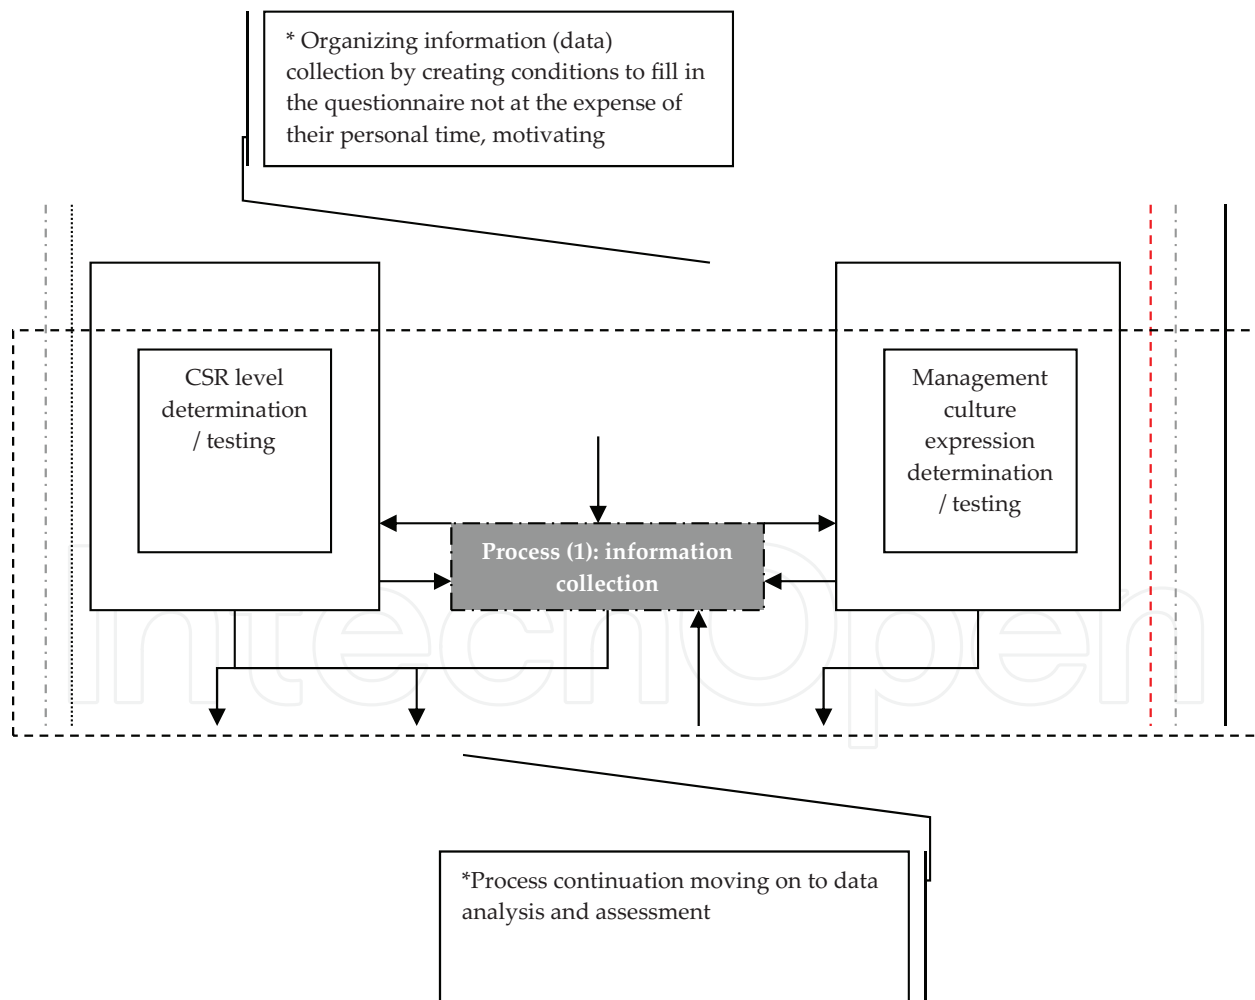 * Organizing information (data)
collection by creating conditions to fill in
the questionnaire not at the expense of
their personal time, motivating
CSR level
determination
/ testing
Management
culture
expression
determination
/ testing
Process (1): information
collection
IntechOpen
*Process continuation moving on to data
analysis and assessment